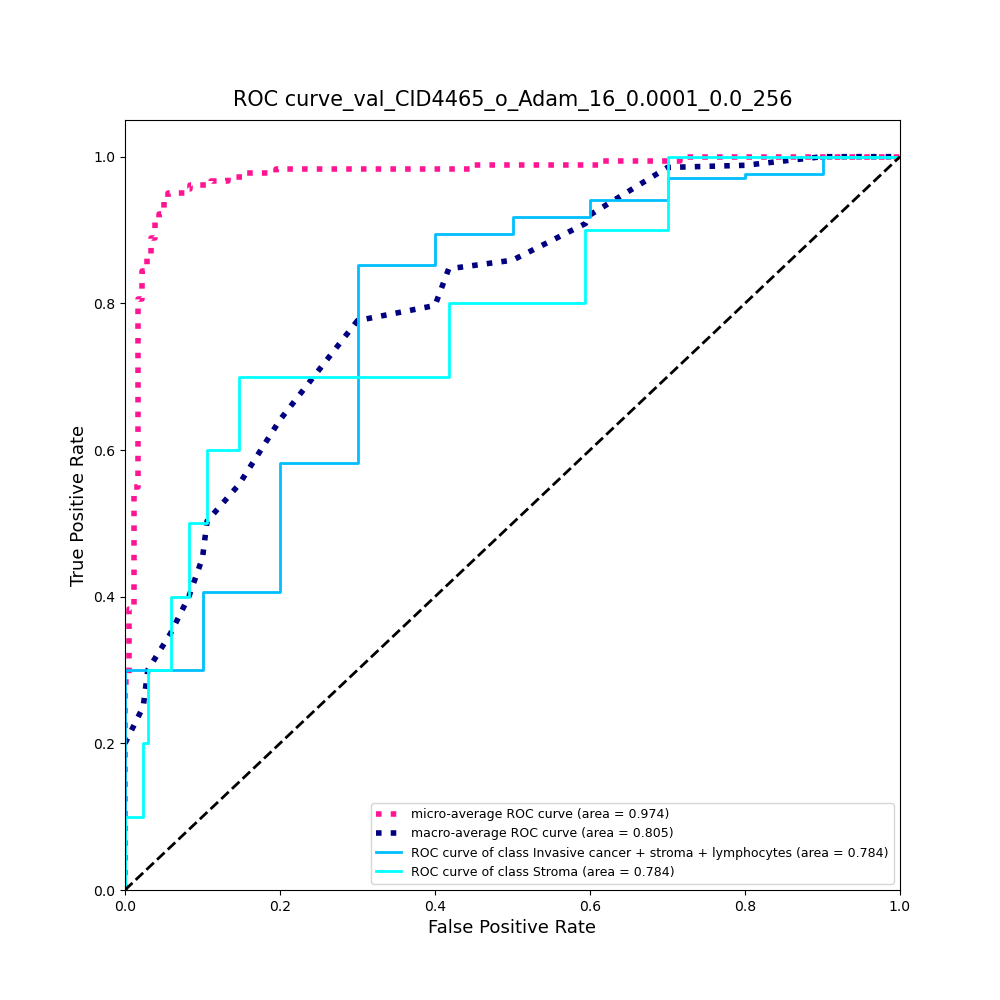 ROC curve_val_CID4465_o_Adam_16_0.0001_0.0_256
1.0
0.8
0.6
0.4
0.2
0.0
True Positive Rate
0.0 0.2 0.4 0.6 0.8 1.0
False Positive Rate
micro-average ROC curve (area = 0.974)
macro-average ROC curve (area = 0.805)
ROC curve of class Invasive cancer + stroma + lymphocytes (area = 0.784)
ROC curve of class Stroma (area = 0.784)